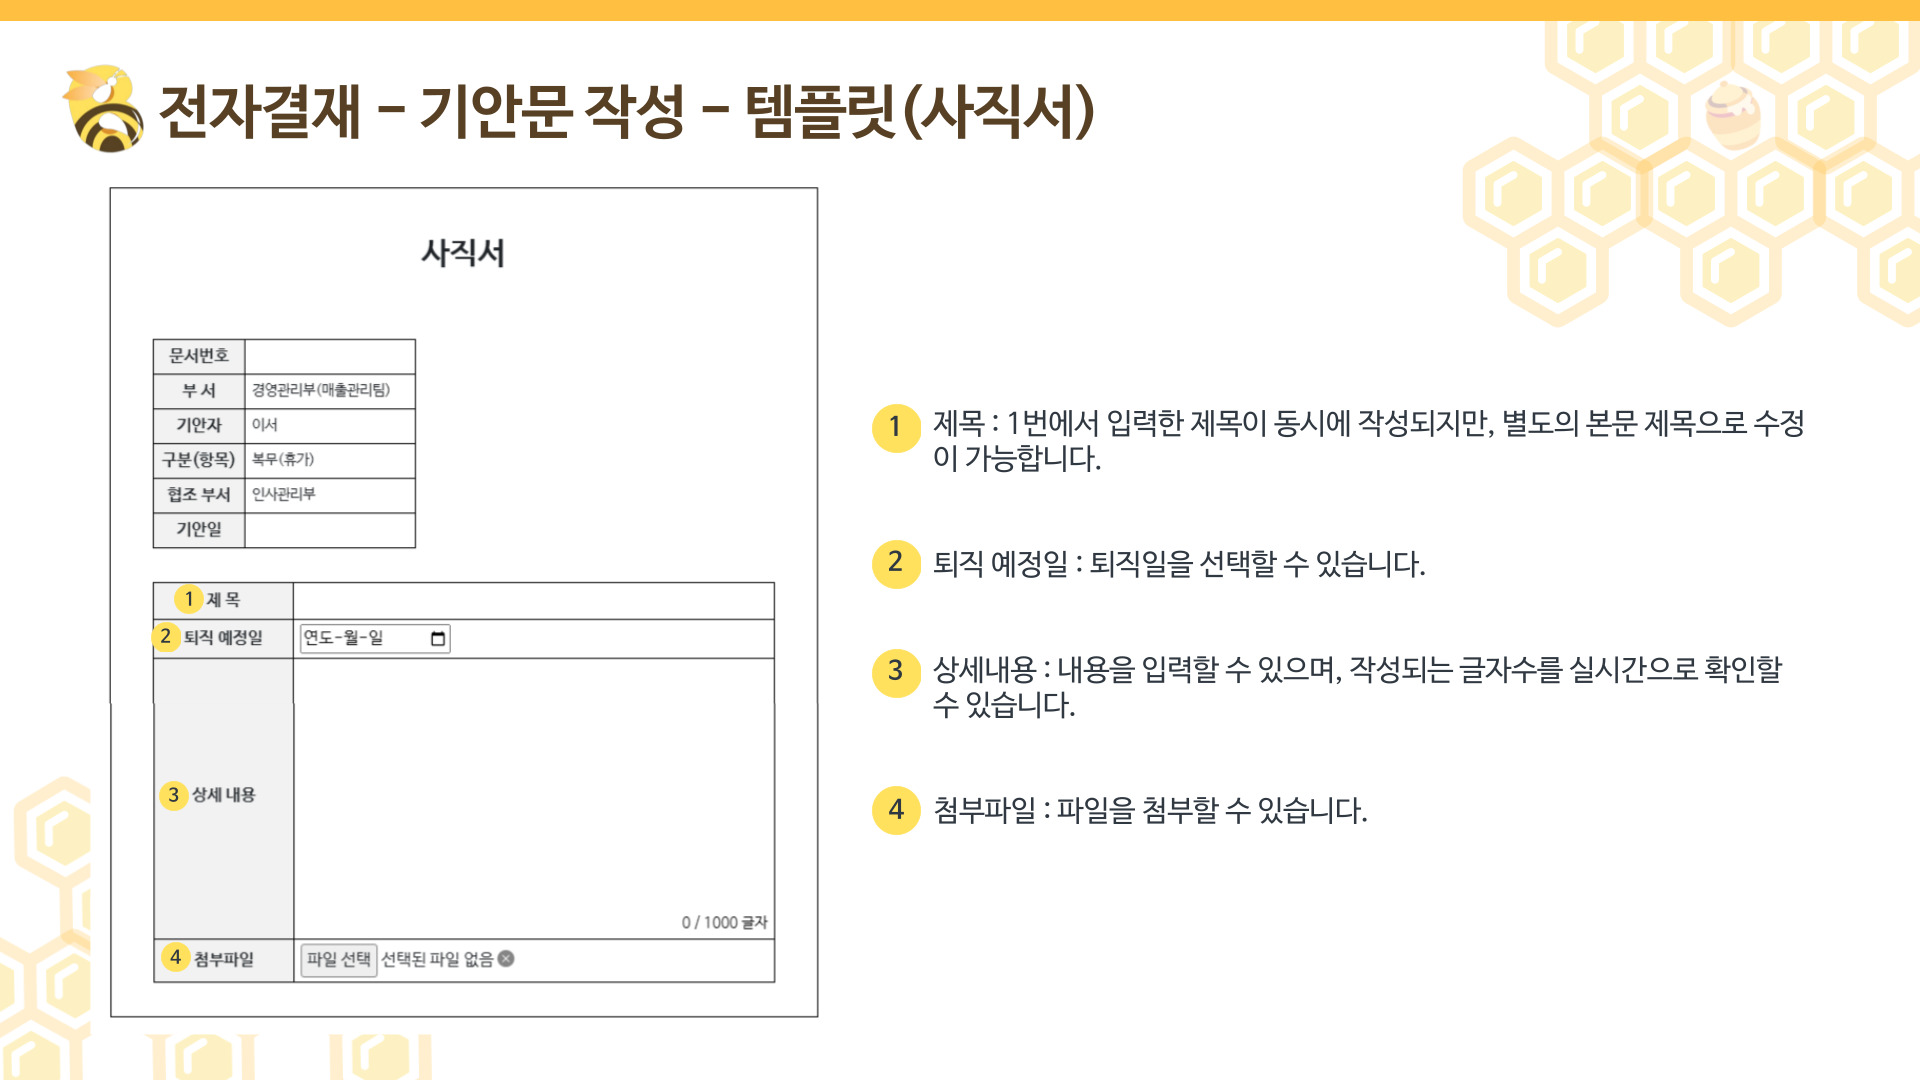 전자결재 - 기안문 작성 - 템플릿(사직서)
사직서
문서번호
부 서 경영관리부(매출관리팀)
기안자 이서
구분(항목) 복무(휴가)
협조 부서 인사관리부
기안일
1 제 목
2 퇴직 예정일 연도-월-일
3 상세 내용
0 / 1000 글자
4 첨부파일 파일 선택 선택된 파일 없음
1 제목 : 1번에서 입력한 제목이 동시에 작성되지만, 별도의 본문 제목으로 수정
이 가능합니다.
2 퇴직 예정일 : 퇴직일을 선택할 수 있습니다.
3 상세내용 : 내용을 입력할 수 있으며, 작성되는 글자수를 실시간으로 확인할
수 있습니다.
4 첨부파일 : 파일을 첨부할 수 있습니다.